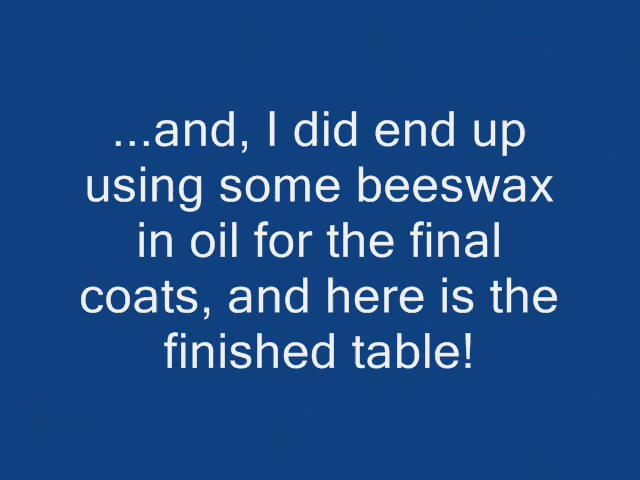 ...and, I did end up
using some beeswax
in oil for the final
coats, and here is the
finished table!